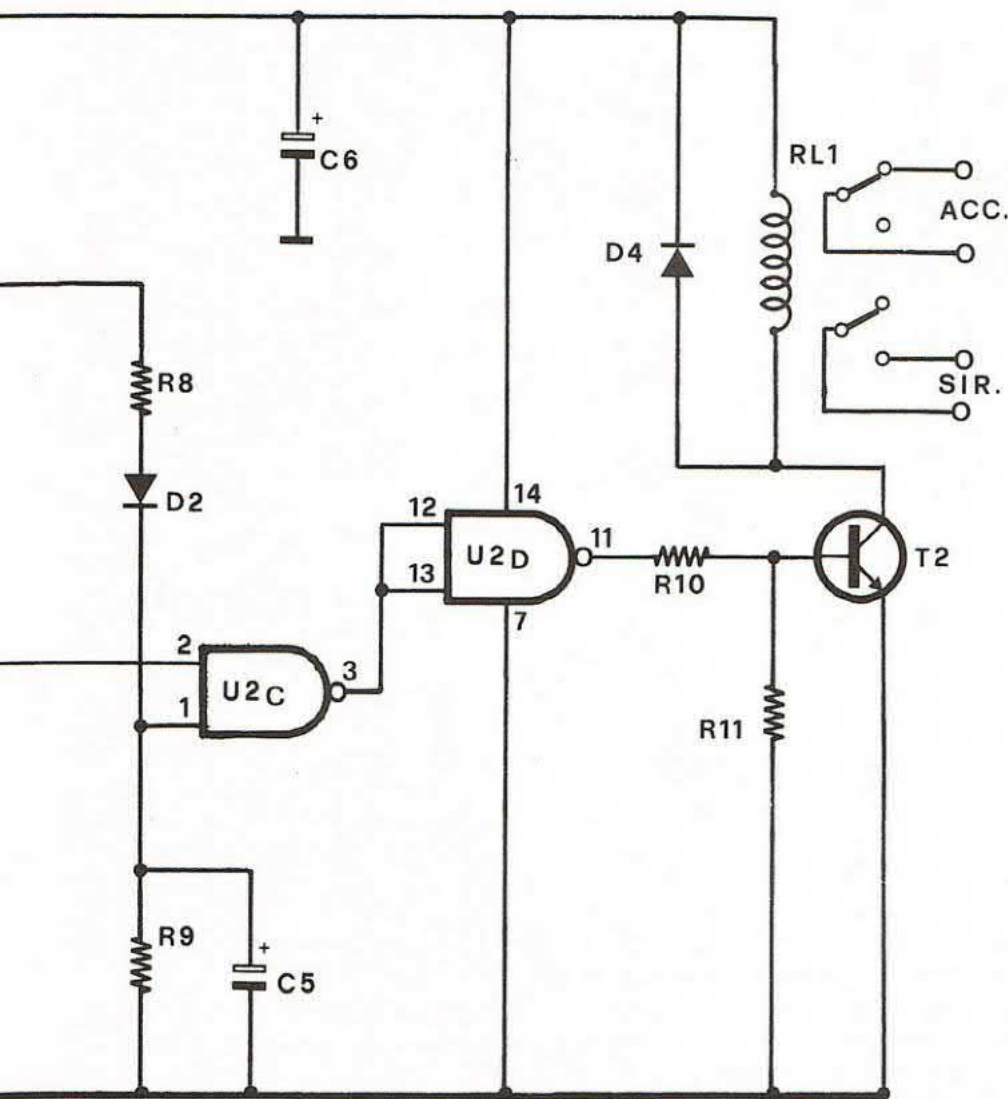 +
C6
RL1
ACC.
D4
R8
SIR.
D2
12
14
13
U2D
11
R10
T2
7
2
U2C
3
1
R11
R9
+
C5